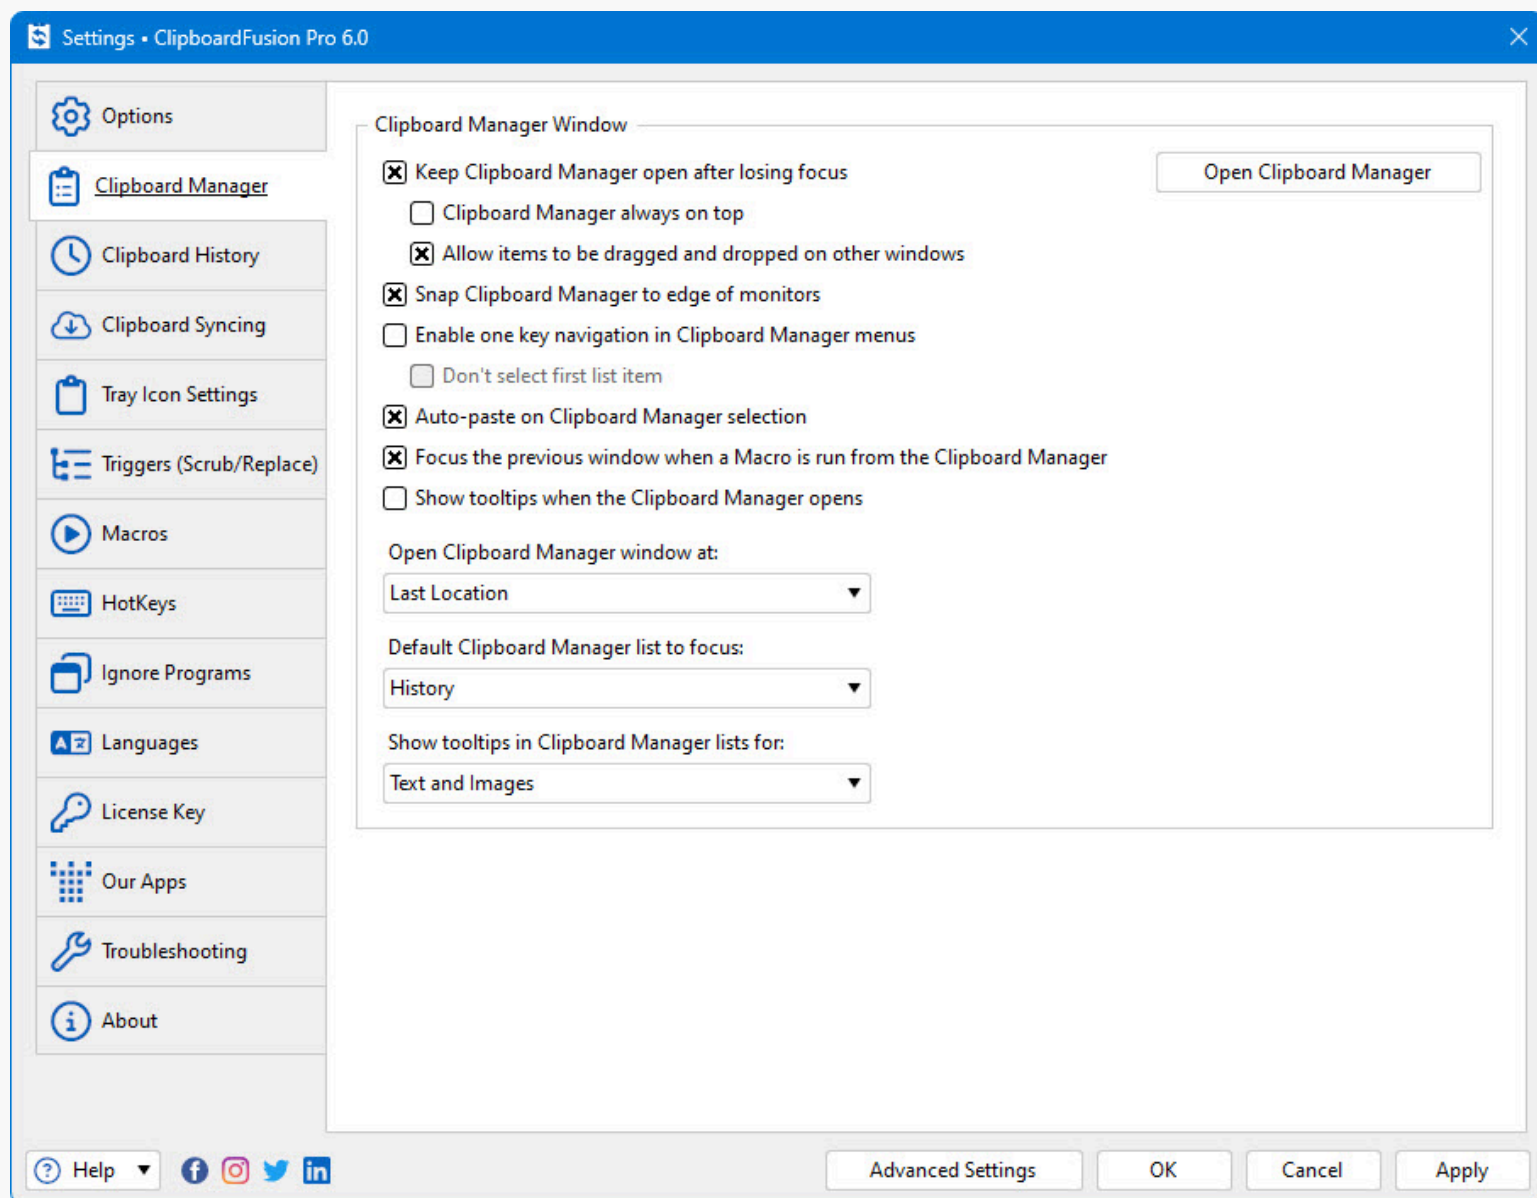 Settings • ClipboardFusion Pro 6.0
Options
Clipboard Manager
Clipboard History
Clipboard Syncing
Tray Icon Settings
Triggers (Scrub/Replace)
Macros
HotKeys
Ignore Programs
Languages
License Key
Our Apps
Troubleshooting
About
Clipboard Manager Window
Keep Clipboard Manager open after losing focus
Open Clipboard Manager
Clipboard Manager always on top
Allow items to be dragged and dropped on other windows
Snap Clipboard Manager to edge of monitors
Enable one key navigation in Clipboard Manager menus
Don't select first list item
Auto-paste on Clipboard Manager selection
Focus the previous window when a Macro is run from the Clipboard Manager
Show tooltips when the Clipboard Manager opens
Open Clipboard Manager window at:
Last Location
Default Clipboard Manager list to focus:
History
Show tooltips in Clipboard Manager lists for:
Text and Images
Help
Advanced Settings
OK
Cancel
Apply